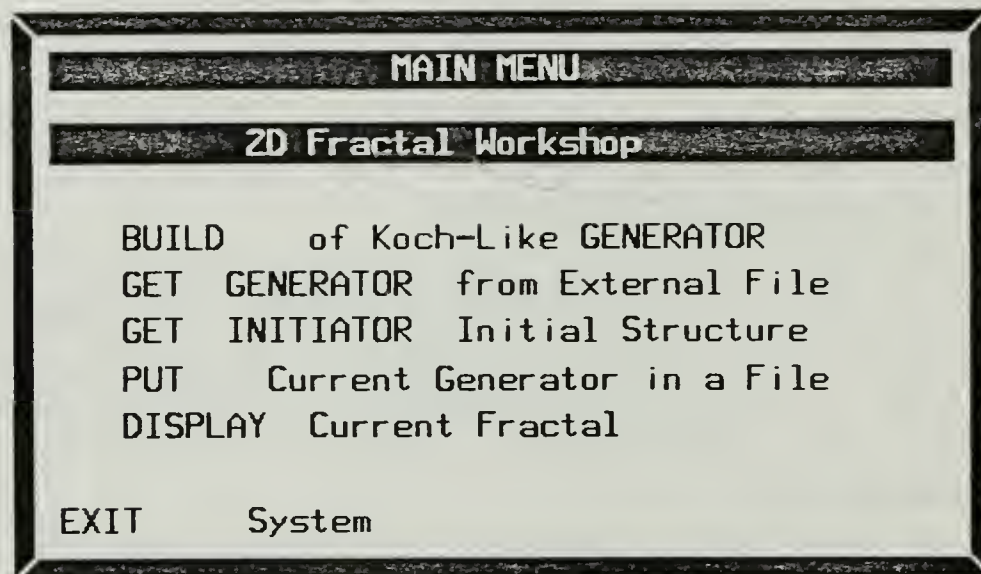 MAIN MENU
2D Fractal Workshop
BUILD of Koch-Like GENERATOR
GET GENERATOR from External File
GET INITIATOR Initial Structure
PUT Current Generator in a File
DISPLAY Current Fractal
EXIT System